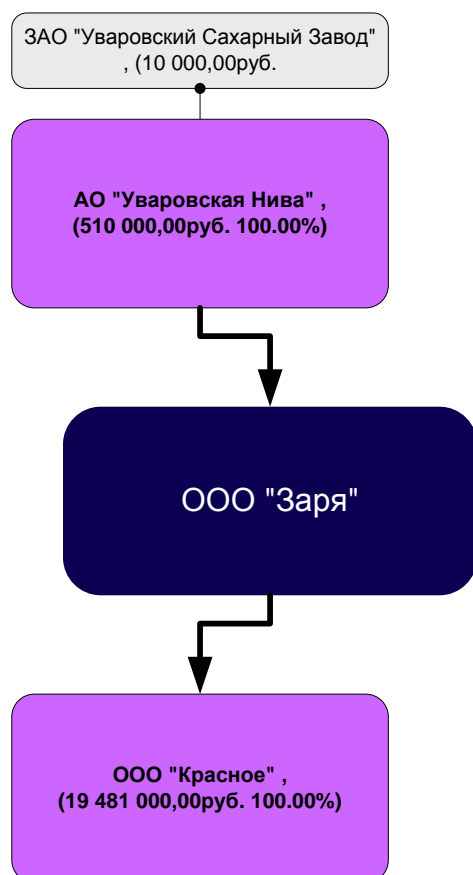 ЗАО "Уваровский Сахарный Завод"
, (10 000,00руб.
АО "Уваровская Нива" ,
(510 000,00руб. 100.00%)
ООО "Заря"
ООО "Красное" ,
(19 481 000,00руб. 100.00%)